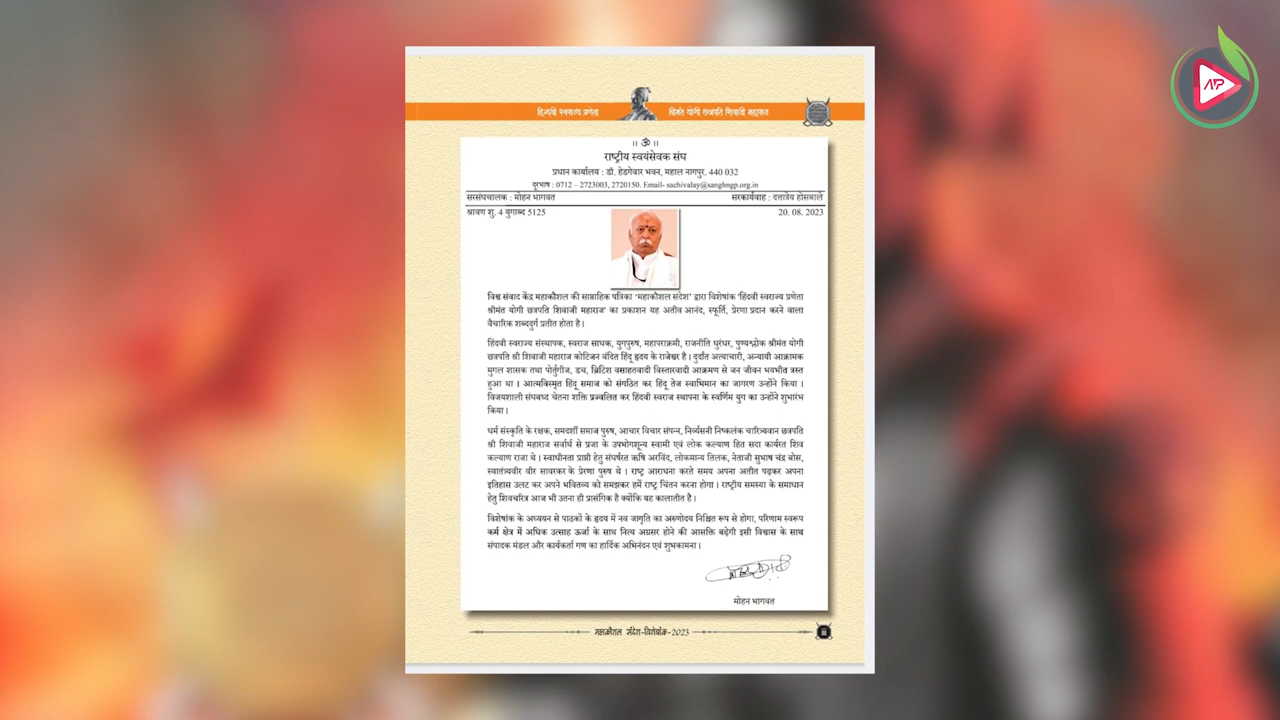 हिन्दवी स्वराज्य प्रणेता
श्रीमंत योगी छत्रपति शिवाजी महाराज
।। ॐ ।।
राष्ट्रीय स्वयंसेवक संघ
प्रधान कार्यालय : डॉ. हेडगेवार भवन, महाल नागपुर. 440 032
दूरभाष : 0712 – 2723003, 2720150. Email- sachivalay@sanghngp.org.in
सरसंघचालक : मोहन भागवत सरकार्यवाह : दत्तात्रेय होसबाले
श्रावण शु. 4 युगाब्द 5125 20. 08. 2023
विश्व संवाद केंद्र महाकौशल की साप्ताहिक पत्रिका ‘महाकौशल संदेश’ द्वारा विशेषांक ‘हिंदवी स्वराज्य प्रणेता
श्रीमंत योगी छत्रपति शिवाजी महाराज’ का प्रकाशन यह अतीव आनंद, स्फूर्ति, प्रेरणा प्रदान करने वाला
वैचारिक शब्ददुर्ग प्रतीत होता है।
हिंदवी स्वराज्य संस्थापक, स्वराज साधक, युगपुरुष, महापराक्रमी, राजनीति धुरंधर, पुण्यश्लोक श्रीमंत योगी
छत्रपति श्री शिवाजी महाराज कोटिजन वंदित हिंदू हृदय के राजेश्वर है। दुर्दांत अत्याचारी, अन्यायी आक्रामक
मुगल शासक तथा पोर्तुगीज, डच, ब्रिटिश वसाहतवादी विस्तारवादी आक्रमण से जन जीवन भयभीत त्रस्त
हुआ था । आत्मविस्मृत हिंदू समाज को संगठित कर हिंदू तेज स्वाभिमान का जागरण उन्होंने किया ।
विजयशाली संघबध्द चेतना शक्ति प्रज्वलित कर हिंदवी स्वराज स्थापना के स्वर्णिम युग का उन्होंने शुभारंभ
किया ।
धर्म संस्कृति के रक्षक, समदर्शी समाज पुरुष, आचार विचार संपन्न, निर्व्यसनी निष्कलंक चारित्र्यवान छत्रपति
श्री शिवाजी महाराज सर्वार्थ से प्रजा के उपभोगशून्य स्वामी एवं लोक कल्याण हित सदा कार्यरत शिव
कल्याण राजा थे । स्वाधीनता प्राप्ती हेतु संघर्षरत ऋषि अरविंद, लोकमान्य तिलक, नेताजी सुभाष चंद्र बोस,
स्वातंत्र्यवीर वीर सावरकर के प्रेरणा पुरुष थे । राष्ट्र आराधना करते समय अपना अतीत पढ़कर अपना
इतिहास उलट कर अपने भवितव्य को समझकर हमें राष्ट्र चिंतन करना होगा । राष्ट्रीय समस्या के समाधान
हेतु शिवचरित्र आज भी उतना ही प्रासंगिक है क्योंकि यह कालातीत है ।
विशेषांक के अध्ययन से पाठकों के हृदय में नव जागृति का अरुणोदय निश्चित रूप से होगा, परिणाम स्वरूप
कर्म क्षेत्र में अधिक उत्साह ऊर्जा के साथ नित्य अग्रसर होने की आसक्ति बढ़ेगी इसी विश्वास के साथ
संपादक मंडल और कार्यकर्ता गण का हार्दिक अभिनंदन एवं शुभकामना ।
मोहन भागवत
महाकौशल संदेश-विशेषांक-2023